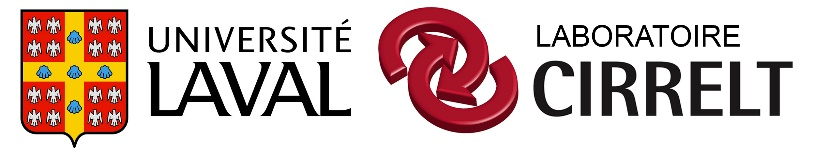 UNIVERSITÉ
LAVAL
LABORATOIRE
CIRRELT